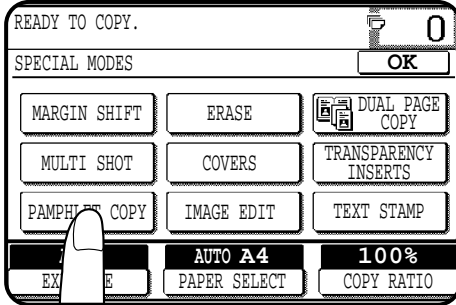 READY TO COPY.
0
SPECIAL MODES
OK
MARGIN SHIFT
ERASE
DUAL PAGE
COPY
MULTI SHOT
COVERS
TRANSPARENCY
INSERTS
PAMPHLET COPY
IMAGE EDIT
TEXT STAMP
AUTO A4
100%
PAPER SELECT
COPY RATIO